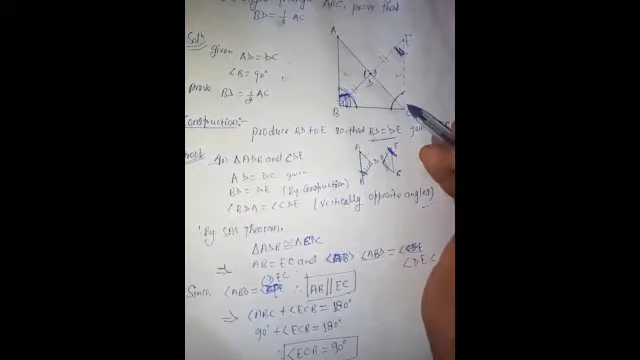 triangle ABC, prove that
BD = 1/2 AC
Solⁿ
given AD = DC
∠B = 90°
Prove BD = 1/2 AC
Construction:-
produce BD to E so that BD = DE. join
Proof In ΔADB and CDE
AD = DC given
BD = DE (By Construction)
∠BDA = ∠CDE (Vertically opposite angles)
By SAS Theorem.
ΔADB ≅
⇒ AB = EC and ∠ABD = ∠DEC
Since ∠ABD = ∠DEC ∴ AB || EC
⇒ ∠ABC + ∠ECB = 180°
90° + ∠ECB = 180°
∴ ∠ECB = 90°
A
E
D
B
C
A
E
D
B
C